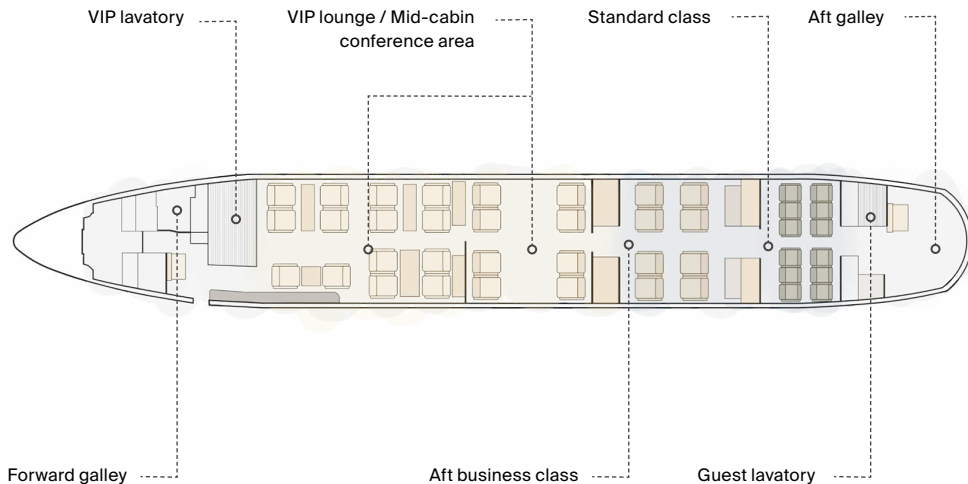 VIP lavatory
VIP lounge / Mid-cabin
conference area
Standard class
Aft galley
Forward galley
Aft business class
Guest lavatory